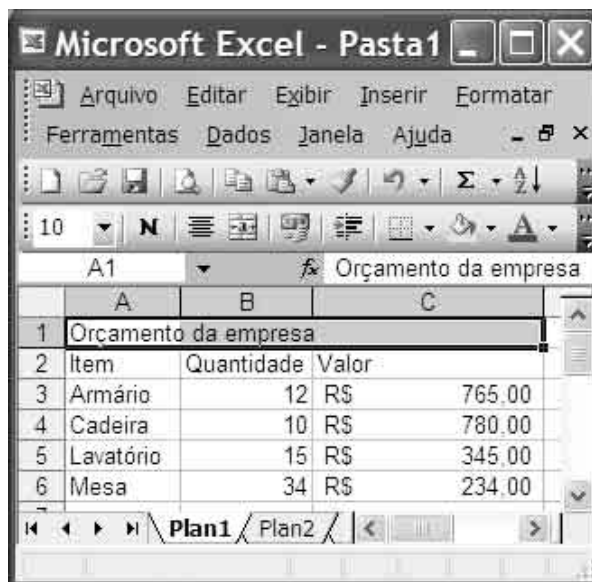 Microsoft Excel - Pasta1
Arquivo Editar Exibir Inserir Formatar
Ferramentas Dados Janela Ajuda
10 N A
A1 fx Orçamento da empresa
A B C
1 Orçamento da empresa
2 Item Quantidade Valor
3 Armário 12 R$ 765,00
4 Cadeira 10 R$ 780,00
5 Lavatório 15 R$ 345,00
6 Mesa 34 R$ 234,00
Plan1 Plan2